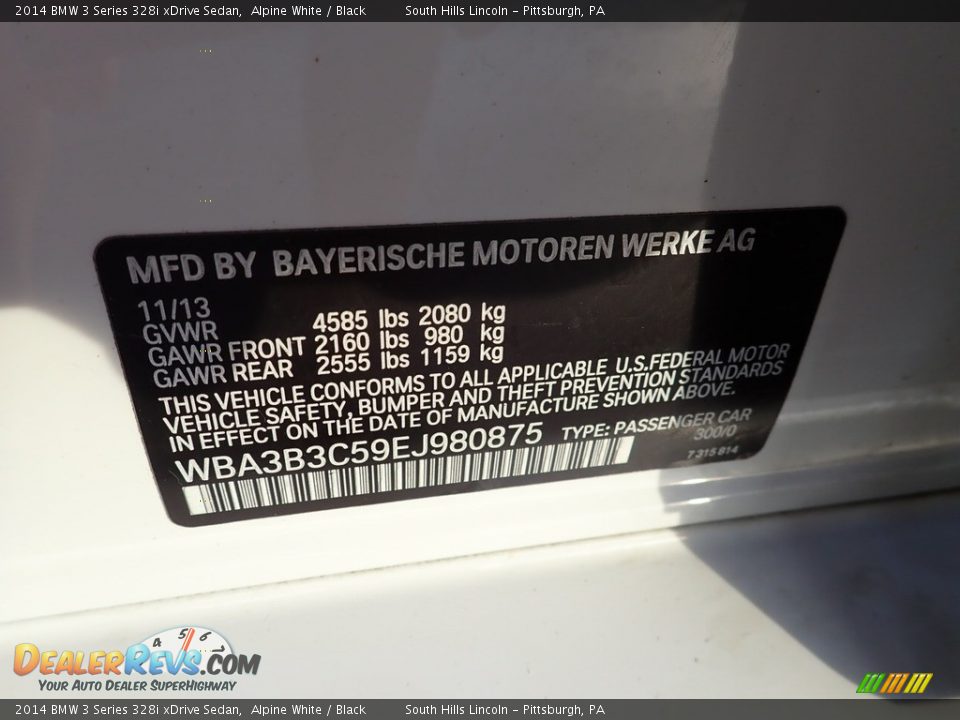 2014 BMW 3 Series 328i xDrive Sedan,  Alpine White / Black        South Hills Lincoln - Pittsburgh, PA
MFD BY BAYERISCHE MOTOREN WERKE AG
11/13
GVWR 4585 lbs 2080 kg
GAWR FRONT 2160 lbs 980 kg
GAWR REAR 2555 lbs 1159 kg
THIS VEHICLE CONFORMS TO ALL APPLICABLE U.S.FEDERAL MOTOR
VEHICLE SAFETY, BUMPER AND THEFT PREVENTION STANDARDS
IN EFFECT ON THE DATE OF MANUFACTURE SHOWN ABOVE.
WBA3B3C59EJ980875 TYPE: PASSENGER CAR
300/0
7 315 814
4 5 6
DEALERREVS.COM
YOUR AUTO DEALER SUPERHIGHWAY
2014 BMW 3 Series 328i xDrive Sedan,  Alpine White / Black        South Hills Lincoln - Pittsburgh, PA